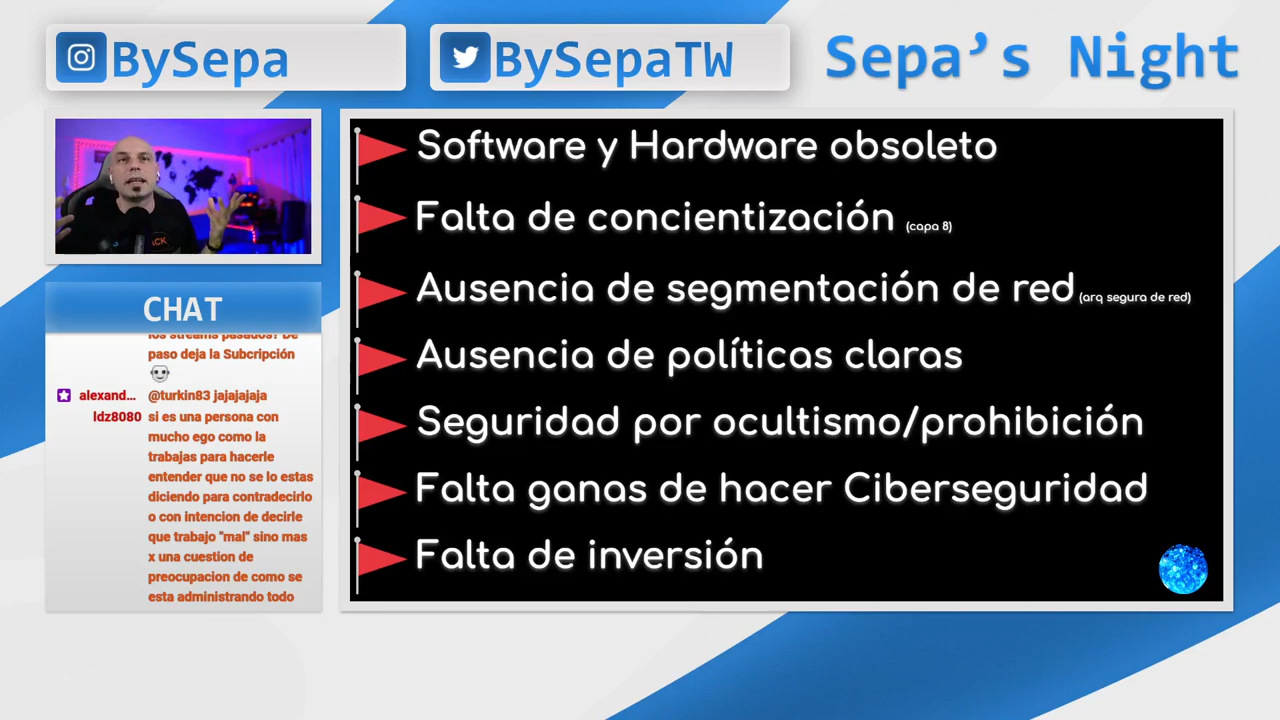 BySepa
BySepaTW
Sepa’s Night
CHAT
los streams pasados? De
paso deja la Subcripción
alexand... @turkin83 jajajajaja
ldz8080 si es una persona con
mucho ego como la
trabajas para hacerle
entender que no se lo estas
diciendo para contradecirlo
o con intencion de decirle
que trabajo "mal" sino mas
x una cuestion de
preocupacion de como se
esta administrando todo
Software y Hardware obsoleto
Falta de concientización (capa 8)
Ausencia de segmentación de red (arq segura de red)
Ausencia de políticas claras
Seguridad por ocultismo/prohibición
Falta ganas de hacer Ciberseguridad
Falta de inversión